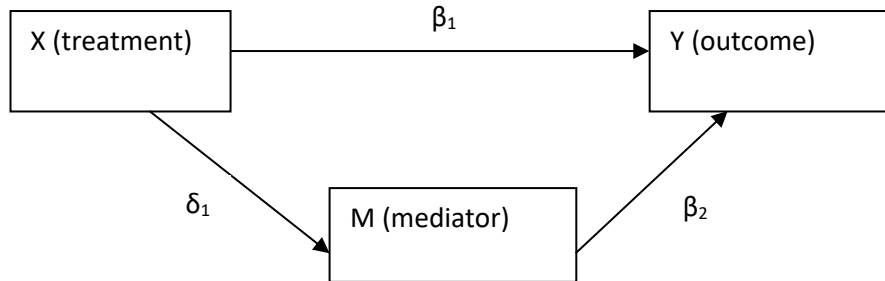 β₁
X (treatment)
Y (outcome)
δ₁
M (mediator)
β₂